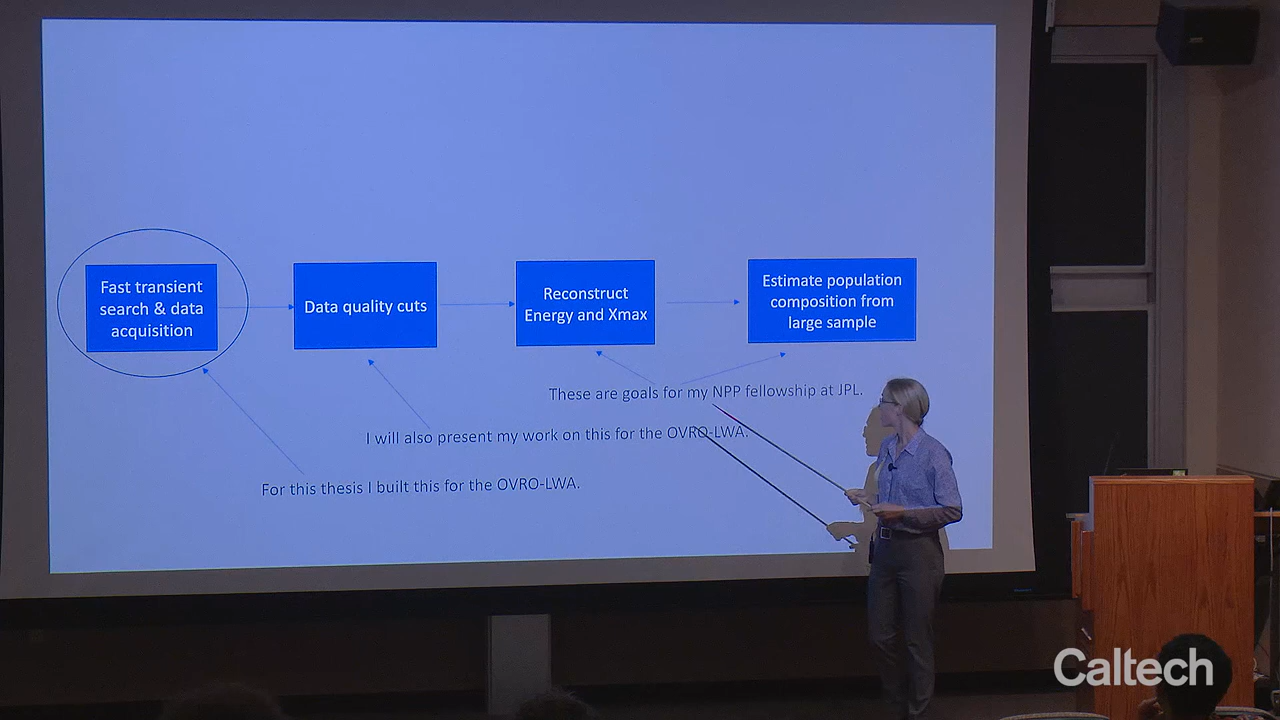 Fast transient
search & data
acquisition
Data quality cuts
Reconstruct
Energy and Xmax
Estimate population
composition from
large sample
These are goals for my NPP fellowship at JPL.
I will also present my work on this for the OVRO-LWA.
For this thesis I built this for the OVRO-LWA.
Caltech